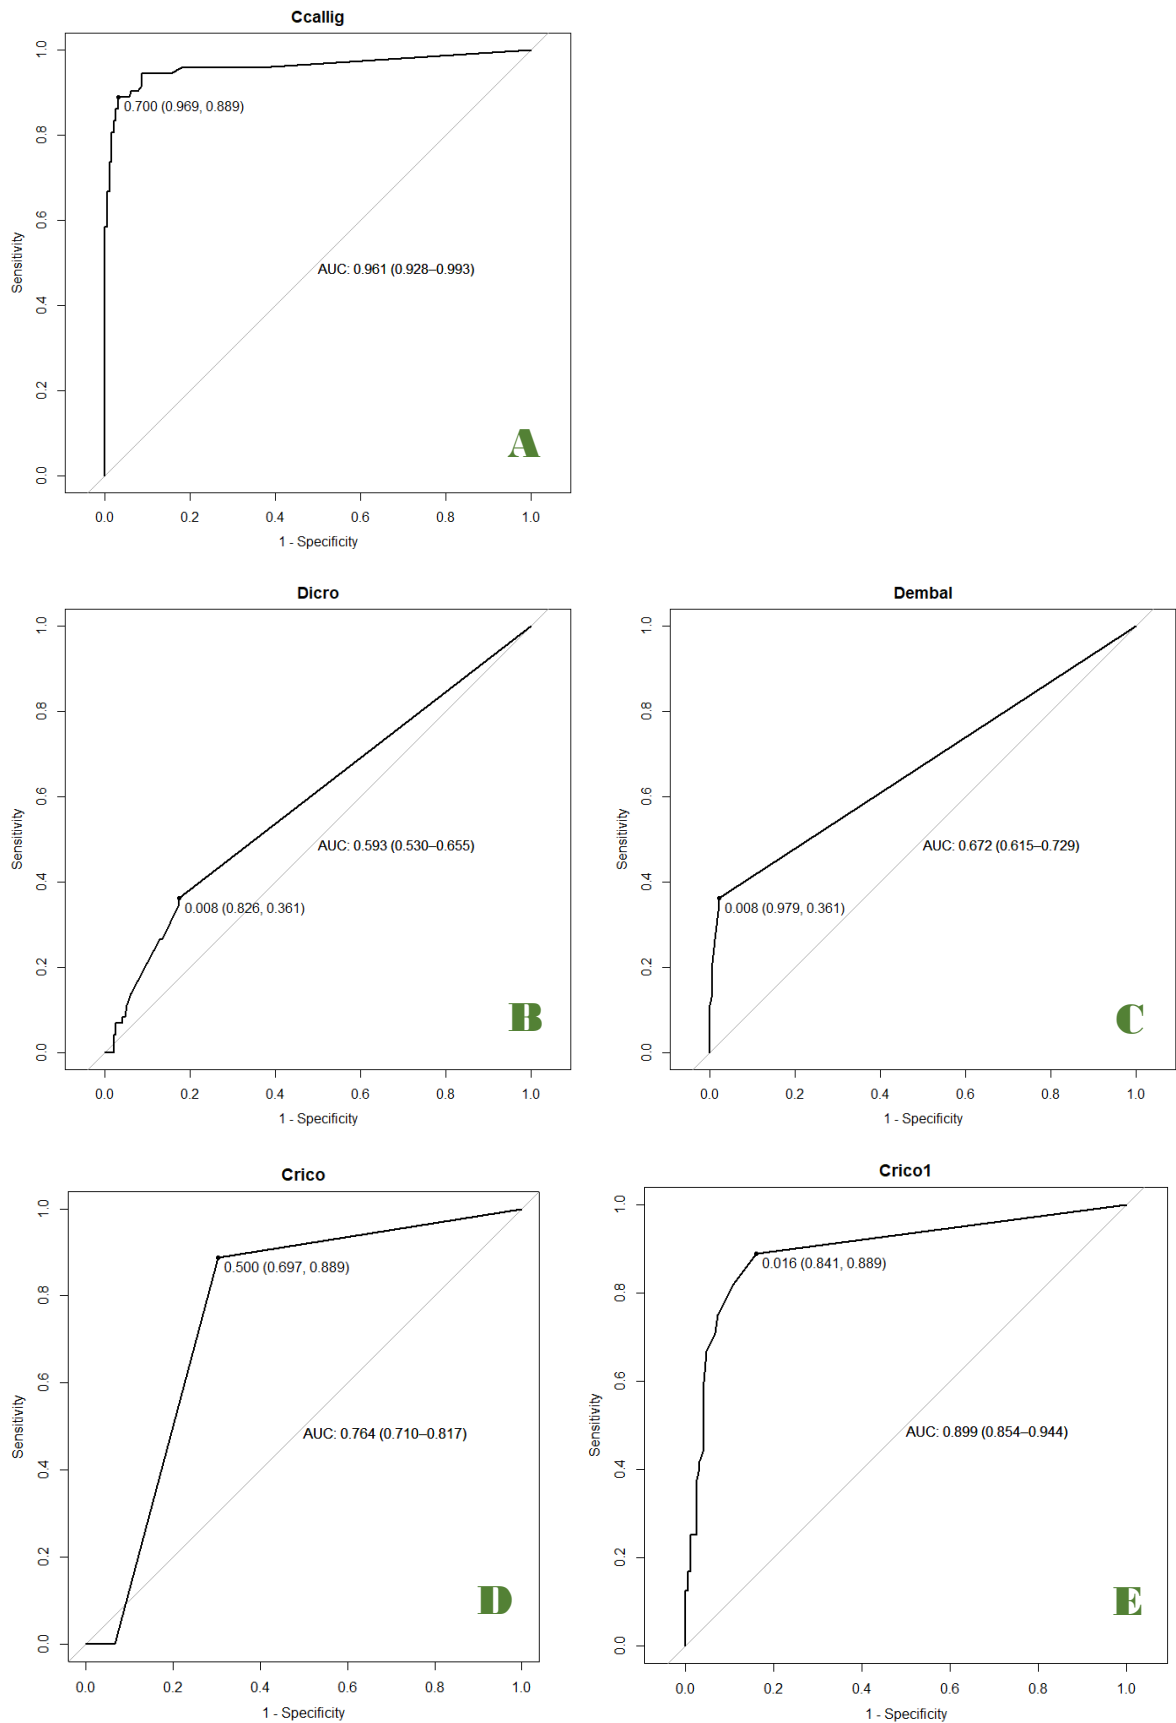 Ccallig
1.0
0.8
0.6
0.4
0.2
0.0
Sensitivity
0.700 (0.969, 0.889)
AUC: 0.961 (0.928–0.993)
A
0.0 0.2 0.4 0.6 0.8 1.0
1 - Specificity
Dicro
1.0
0.8
0.6
0.4
0.2
0.0
Sensitivity
AUC: 0.593 (0.530–0.655)
0.008 (0.826, 0.361)
B
0.0 0.2 0.4 0.6 0.8 1.0
1 - Specificity
Dembal
1.0
0.8
0.6
0.4
0.2
0.0
Sensitivity
AUC: 0.672 (0.615–0.729)
0.008 (0.979, 0.361)
C
0.0 0.2 0.4 0.6 0.8 1.0
1 - Specificity
Crico
1.0
0.8
0.6
0.4
0.2
0.0
Sensitivity
0.500 (0.697, 0.889)
AUC: 0.764 (0.710–0.817)
D
0.0 0.2 0.4 0.6 0.8 1.0
1 - Specificity
Crico1
1.0
0.8
0.6
0.4
0.2
0.0
Sensitivity
0.016 (0.841, 0.889)
AUC: 0.899 (0.854–0.944)
E
0.0 0.2 0.4 0.6 0.8 1.0
1 - Specificity